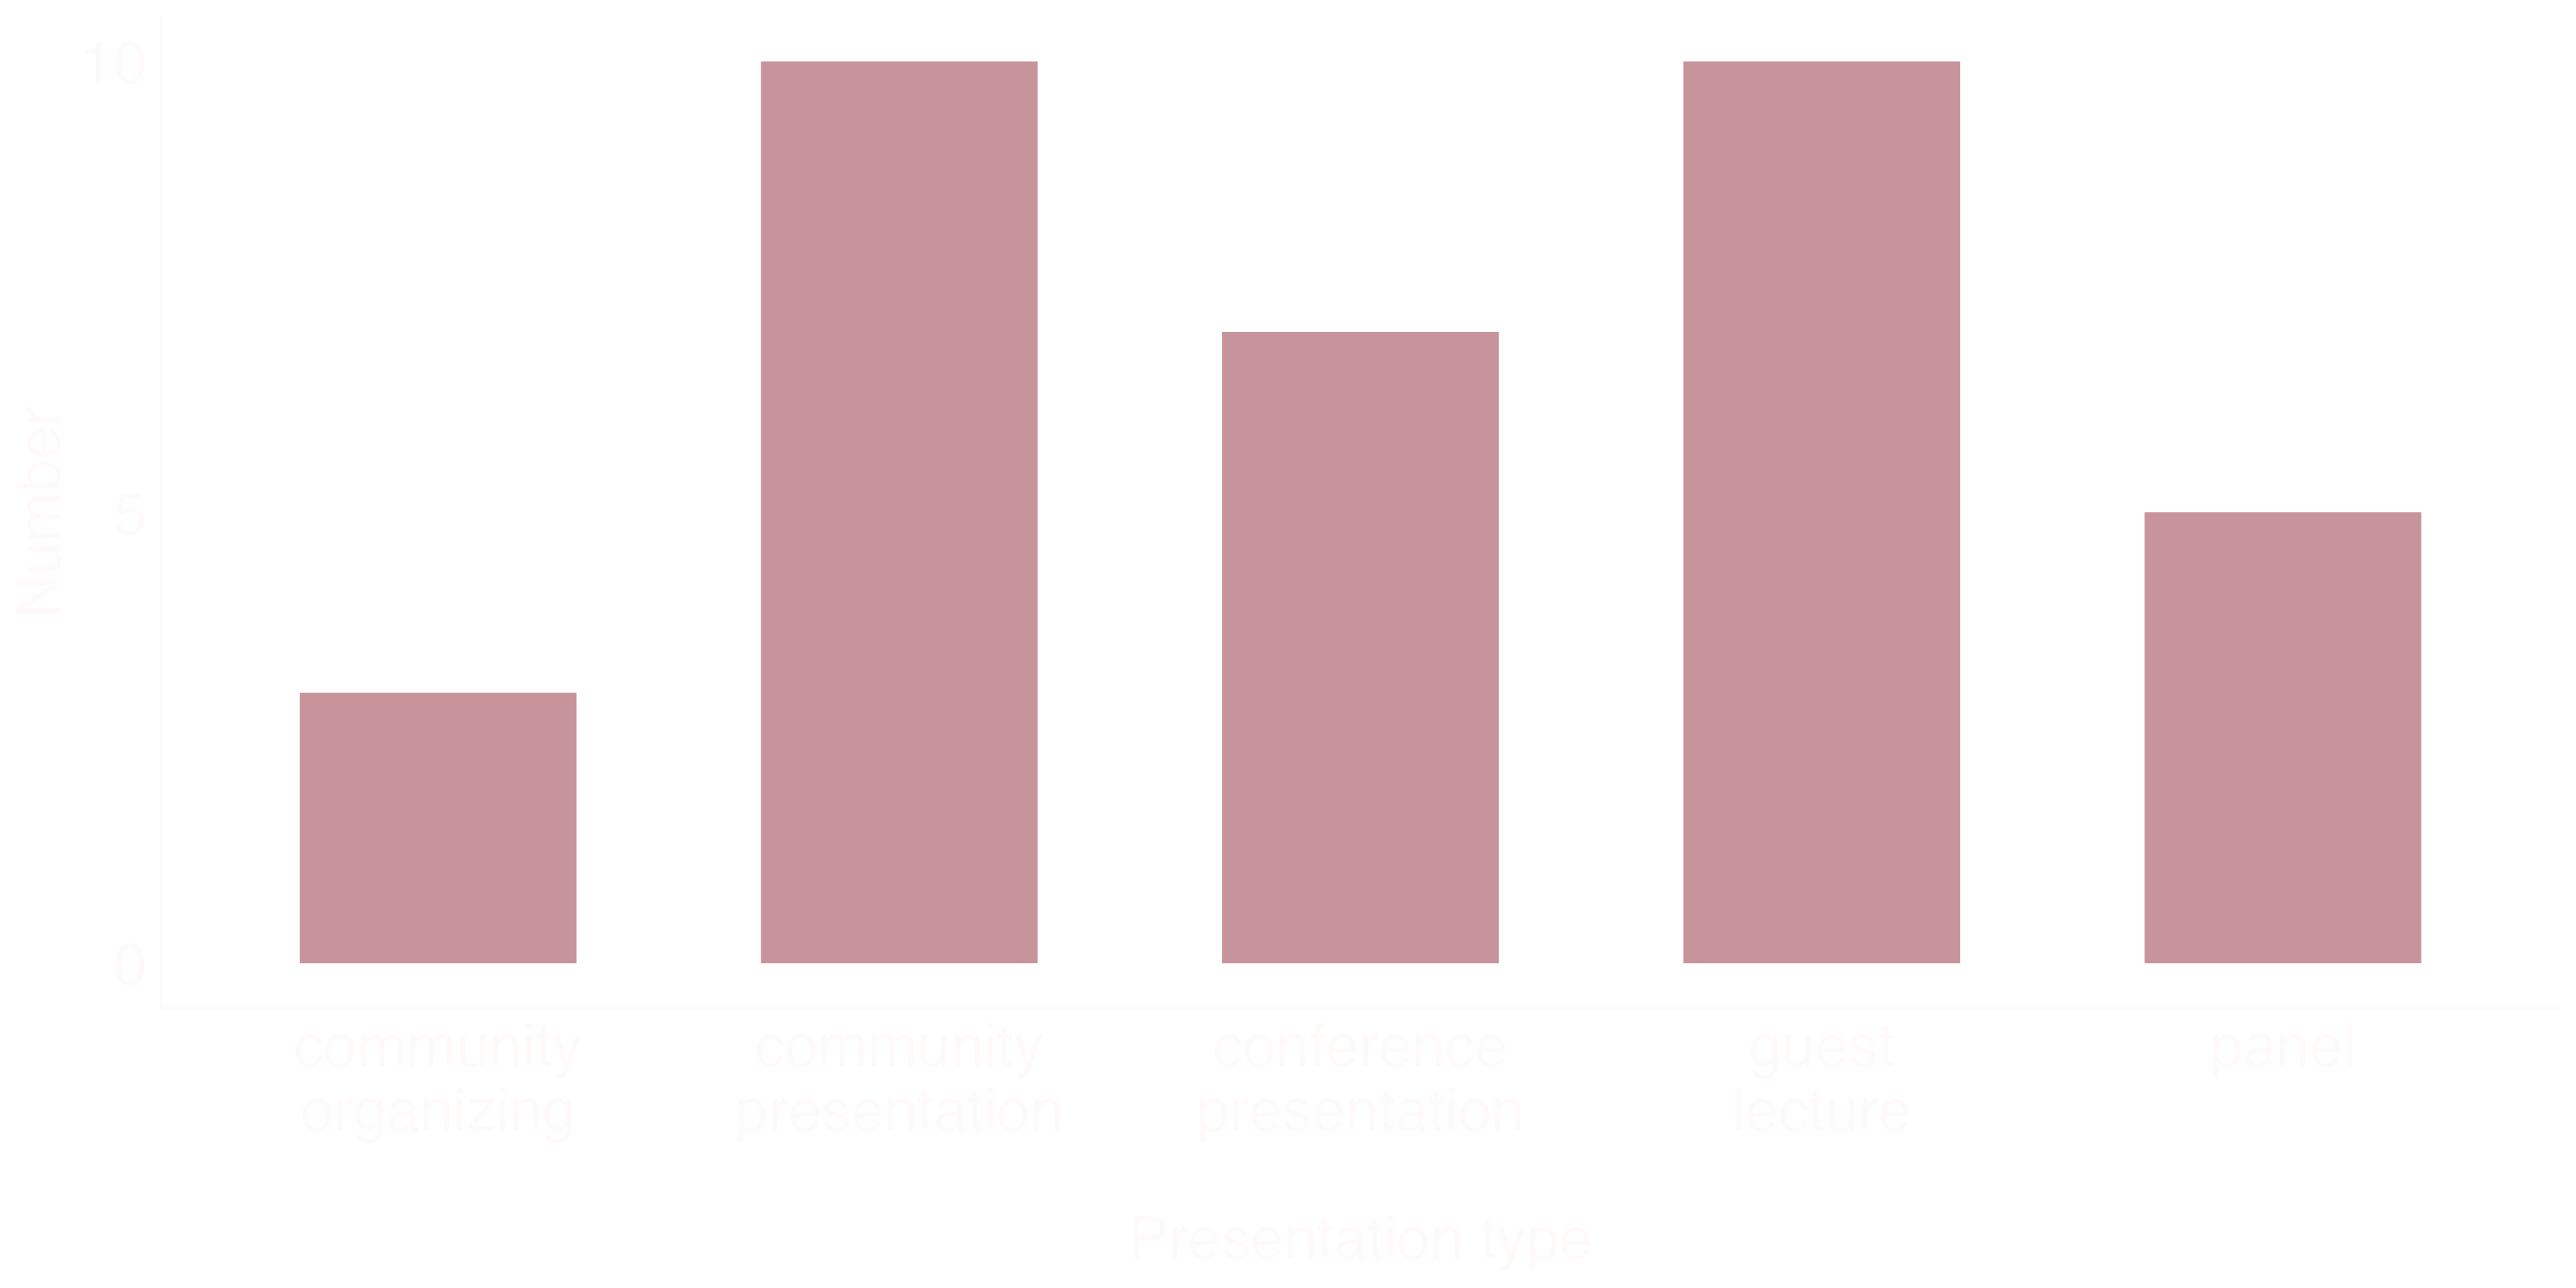 10
5
0
Number
community community conference guest panel
organizing presentation presentation lecture
Presentation type